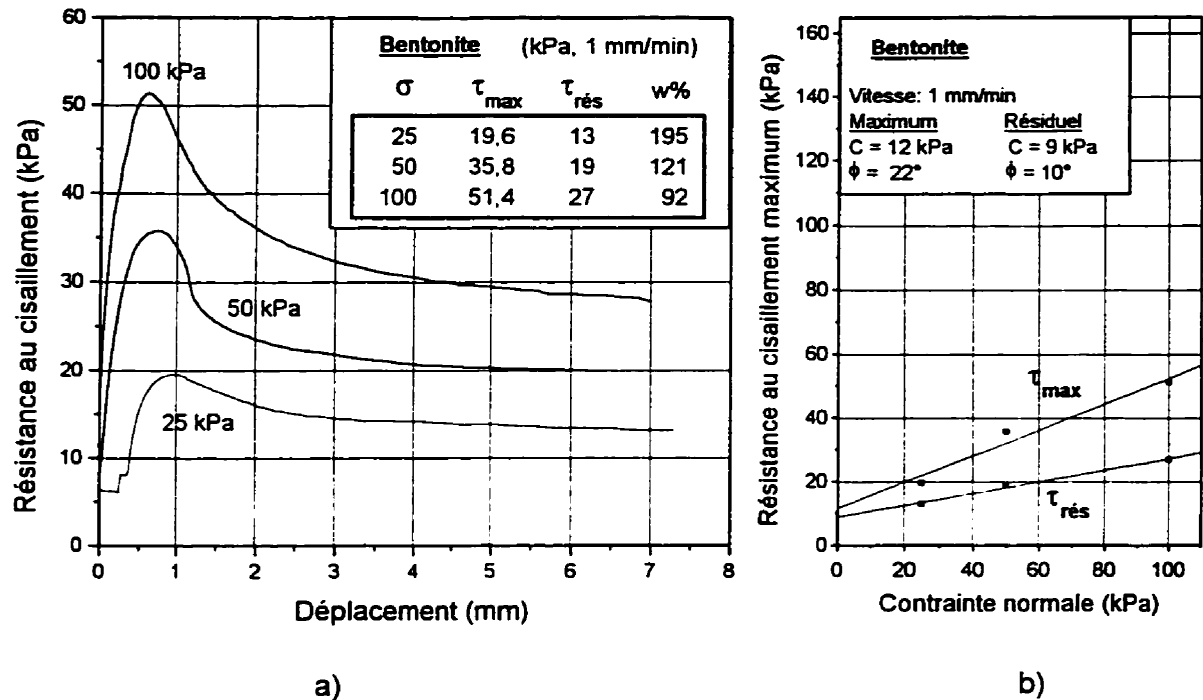 60
50
40
30
20
10
0
Résistance au cisaillement (kPa)
0 1 2 3 4 5 6 7 8
Déplacement (mm)
100 kPa
50 kPa
25 kPa
Bentonite (kPa, 1 mm/min)
σ τmax τrés w%
25 19,6 13 195
50 35,8 19 121
100 51,4 27 92
a)
160
140
120
100
80
60
40
20
0
Résistance au cisaillement maximum (kPa)
0 20 40 60 80 100
Contrainte normale (kPa)
Bentonite
Vitesse: 1 mm/min
Maximum Résiduel
C = 12 kPa C = 9 kPa
ϕ = 22° ϕ = 10°
τmax
τrés
b)